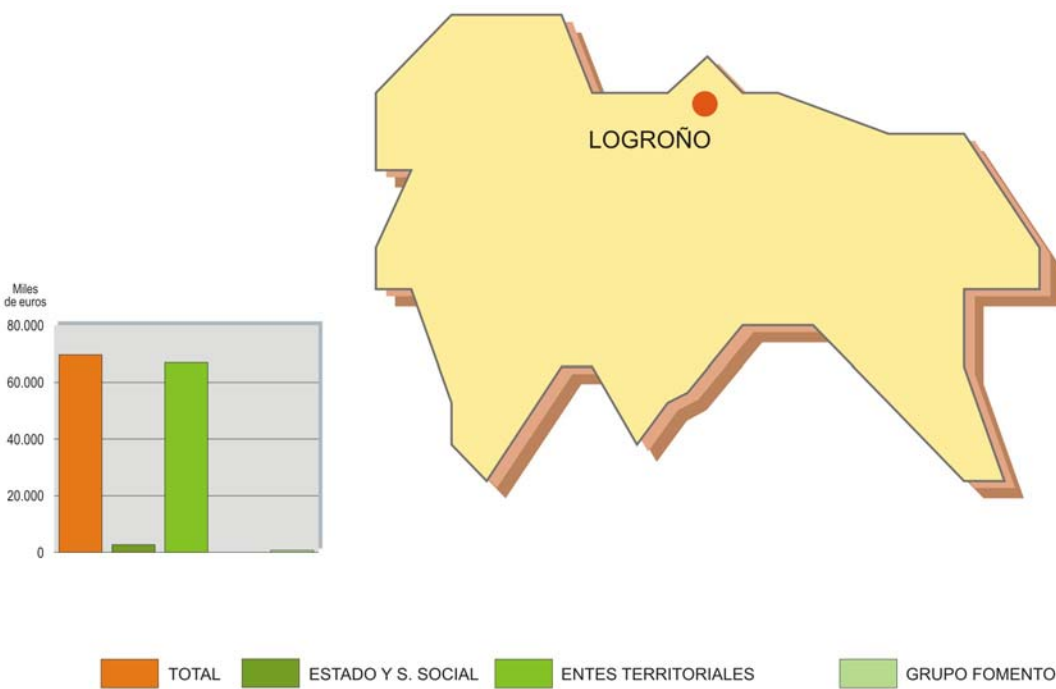 LOGROÑO
Miles
de euros
80.000
60.000
40.000
20.000
0
TOTAL
ESTADO Y S. SOCIAL
ENTES TERRITORIALES
GRUPO FOMENTO